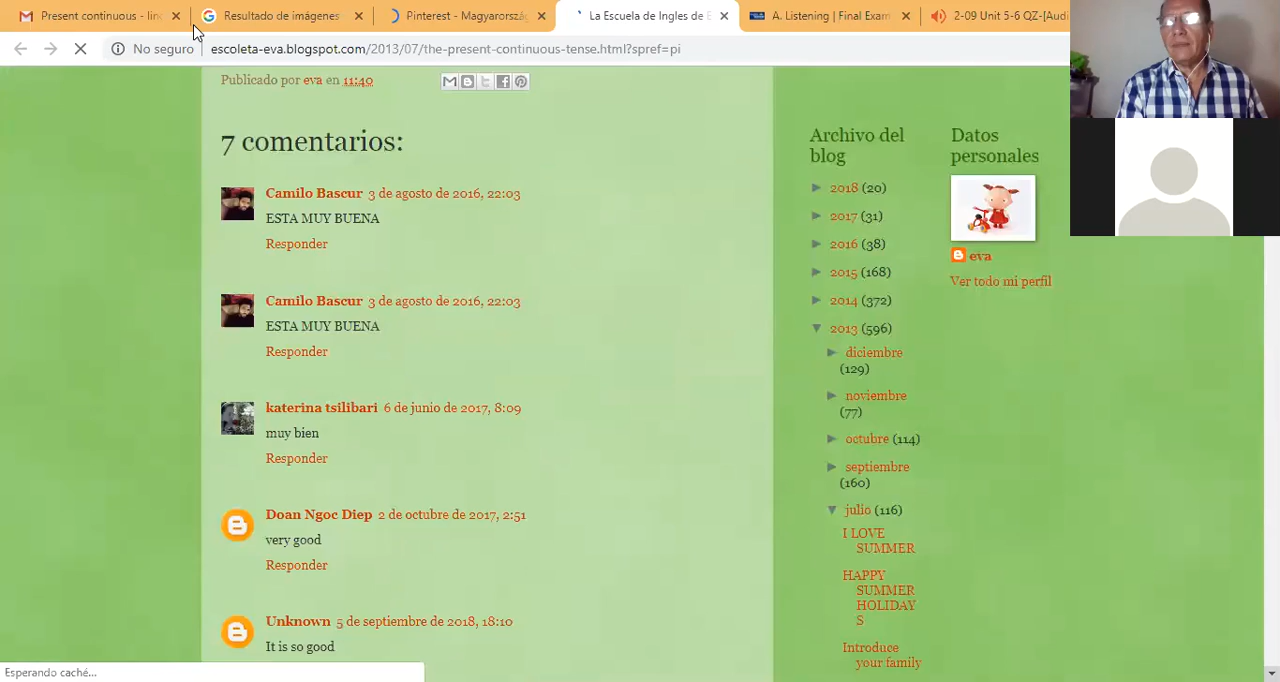 Present continuous - lin
Resultado de imágenes
Pinterest - Magyarorszá
La Escuela de Ingles de E
A. Listening | Final Exam
2-09 Unit 5-6 QZ-[Audi
No seguro
escoleta-eva.blogspot.com/2013/07/the-present-continuous-tense.html?spref=pi
Publicado por eva en 11:40
7 comentarios:
Camilo Bascur 3 de agosto de 2016, 22:03
ESTA MUY BUENA
Responder
Camilo Bascur 3 de agosto de 2016, 22:03
ESTA MUY BUENA
Responder
katerina tsilibari 6 de junio de 2017, 8:09
muy bien
Responder
Doan Ngoc Diep 2 de octubre de 2017, 2:51
very good
Responder
Unknown 5 de septiembre de 2018, 18:10
It is so good
Archivo del
blog
► 2018 (20)
► 2017 (31)
► 2016 (38)
► 2015 (168)
► 2014 (372)
▼ 2013 (596)
► diciembre
(129)
► noviembre
(77)
► octubre (114)
► septiembre
(160)
▼ julio (116)
I LOVE
SUMMER
HAPPY
SUMMER
HOLIDAY
S
Introduce
your family
Datos
personales
eva
Ver todo mi perfil
Esperando caché...